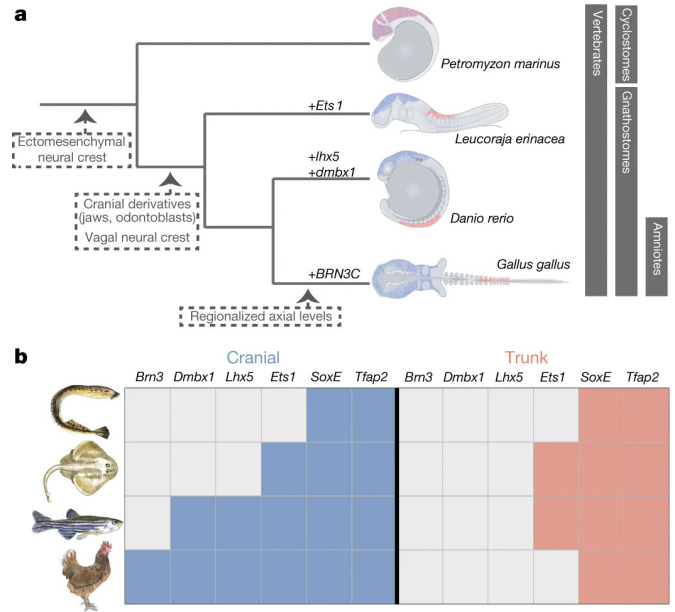 a
Petromyzon marinus
+Ets1
Leucoraja erinacea
Ectomesenchymal
neural crest
+lhx5
+dmbx1
Cranial derivatives
(jaws, odontoblasts)
Vagal neural crest
Danio rerio
+BRN3C
Gallus gallus
Regionalized axial levels
Vertebrates
Cyclostomes
Gnathostomes
Amniotes
b
Cranial
Trunk
Brn3 Dmbx1 Lhx5 Ets1 SoxE Tfap2 Brn3 Dmbx1 Lhx5 Ets1 SoxE Tfap2